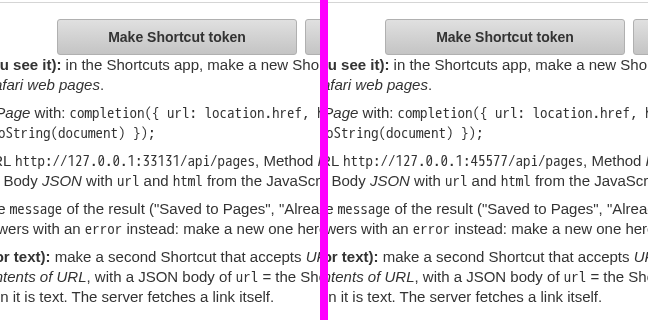 Make Shortcut token
u see it): in the Shortcuts app, make a new Sho
afari web pages.
Page with: completion({ url: location.href, h
oString(document) });
RL http://127.0.0.1:33131/api/pages, Method
Body JSON with url and html from the JavaScr
e message of the result ("Saved to Pages", "Alrea
wers with an error instead: make a new one her
or text): make a second Shortcut that accepts UR
ntents of URL, with a JSON body of url = the Sho
n it is text. The server fetches a link itself.
Make Shortcut token
u see it): in the Shortcuts app, make a new Sho
afari web pages.
Page with: completion({ url: location.href, h
oString(document) });
RL http://127.0.0.1:45577/api/pages, Method
Body JSON with url and html from the JavaScr
e message of the result ("Saved to Pages", "Alrea
wers with an error instead: make a new one her
or text): make a second Shortcut that accepts UR
ntents of URL, with a JSON body of url = the Sho
n it is text. The server fetches a link itself.